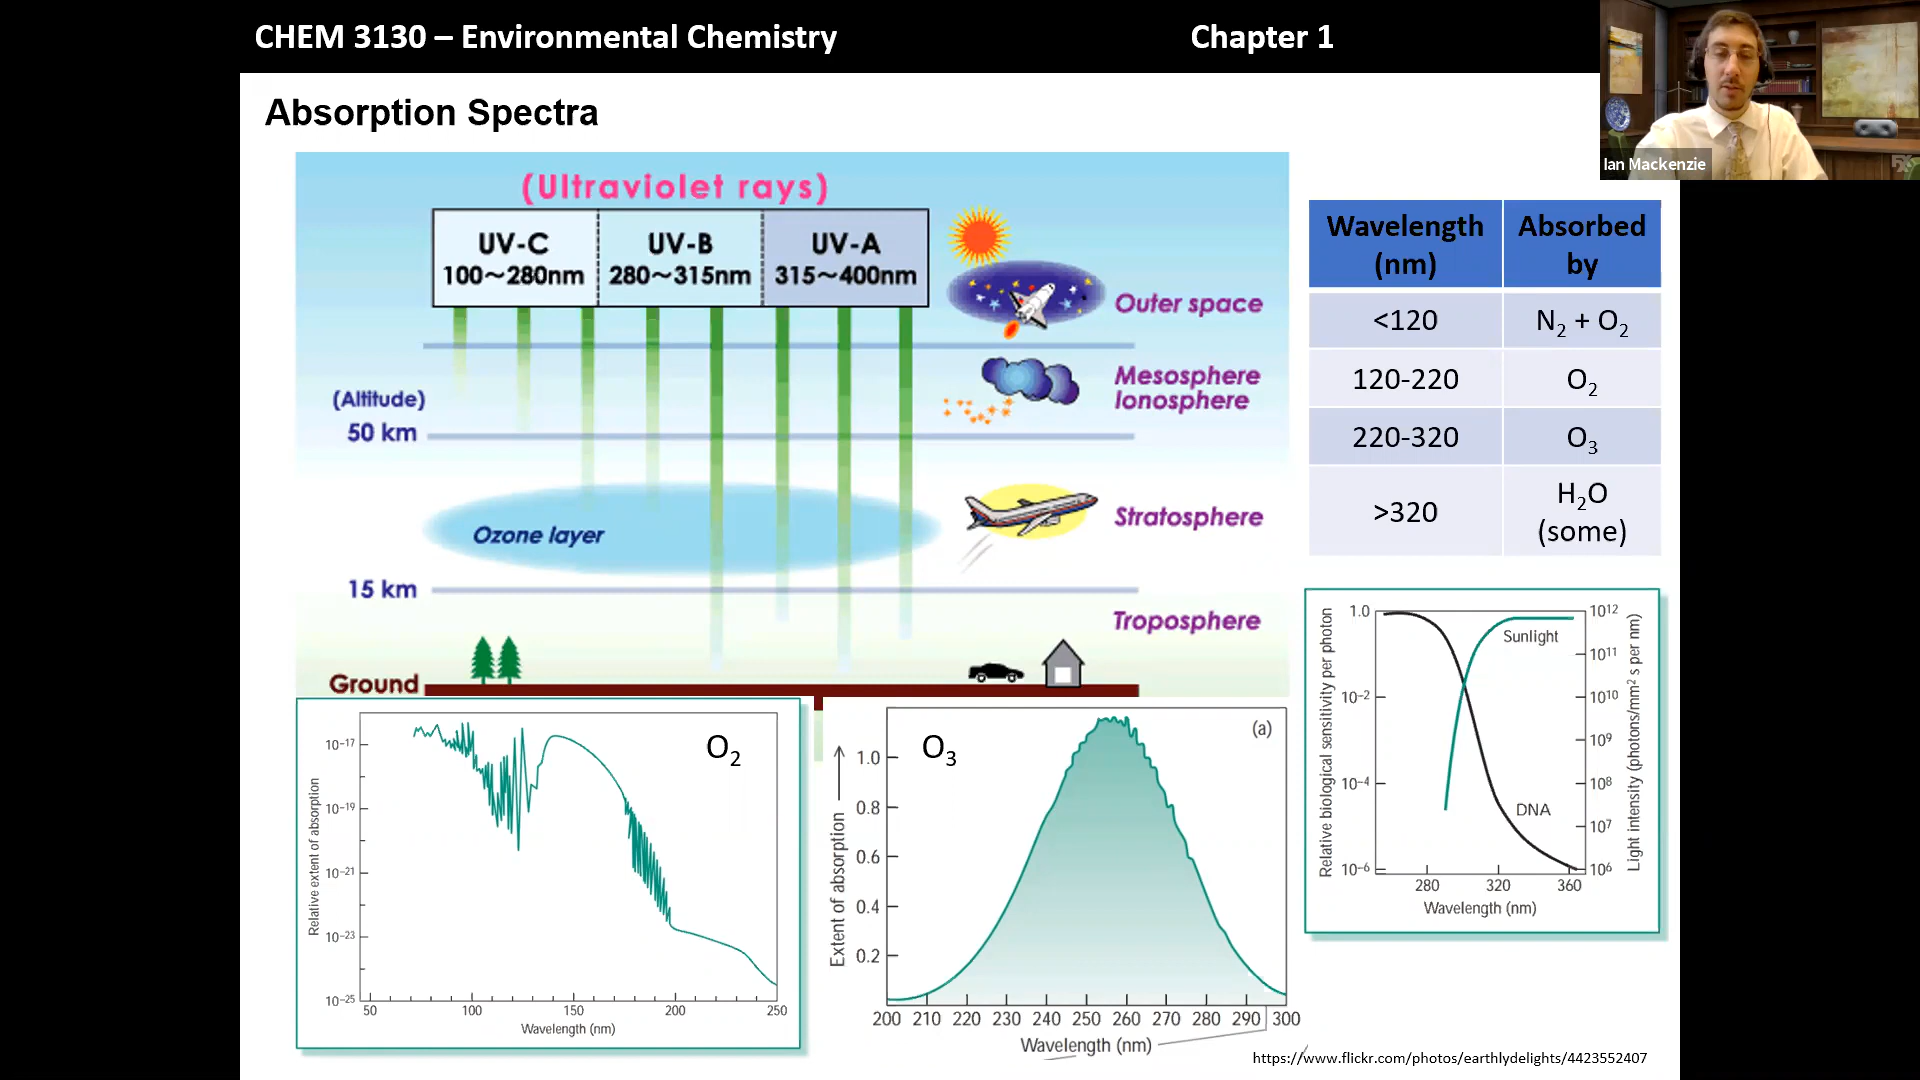 CHEM 3130 – Environmental Chemistry
Chapter 1
Ian Mackenzie
Absorption Spectra
(Ultraviolet rays)
UV-C
100~280nm
UV-B
280~315nm
UV-A
315~400nm
Outer space
Mesosphere
Ionosphere
(Altitude)
50 km
Ozone layer
Stratosphere
15 km
Troposphere
Ground
Wavelength (nm)
Absorbed by
<120
N2 + O2
120-220
O2
220-320
O3
>320
H2O
(some)
O2
Relative extent of absorption
10−17
10−19
10−21
10−23
10−25
50 100 150 200 250
Wavelength (nm)
O3
(a)
Extent of absorption
1.0
0.8
0.6
0.4
0.2
200 210 220 230 240 250 260 270 280 290 300
Wavelength (nm)
Relative biological sensitivity per photon
1.0
10−2
10−4
10−6
Sunlight
DNA
1012
1011
1010
109
108
107
106
Light intensity (photons/mm2 s per nm)
280 320 360
Wavelength (nm)
https://www.flickr.com/photos/earthlydelights/4423552407